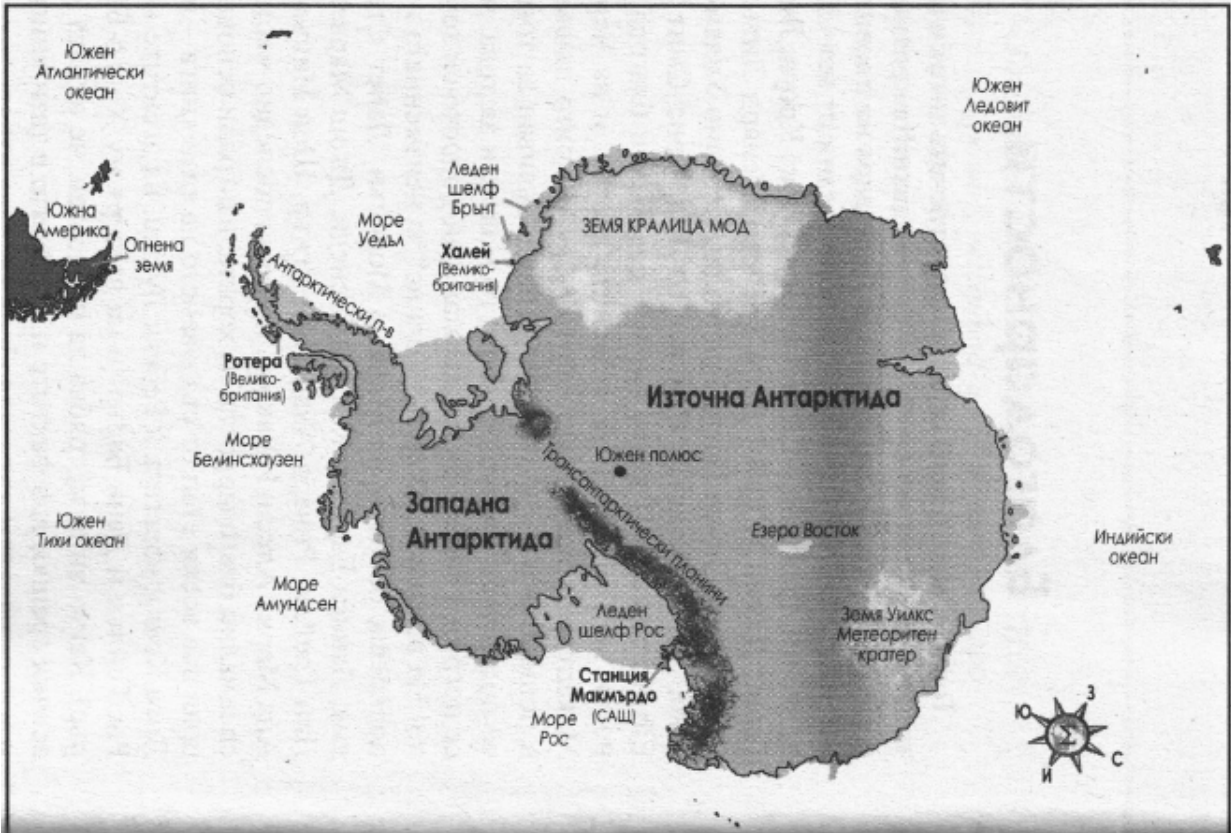 Южен
Атлантически
океан
Южен
Ледовит
океан
Леден
шелф
Брънт
Море
Уедъл
ЗЕМЯ КРАЛИЦА МОД
Южна
Америка
Огнена
земя
Халей
(Велико-
британия)
Антарктически п-в
Ротера
(Велико-
британия)
Източна Антарктида
Море
Белинсхаузен
Южен полюс
Трансантарктически планини
Западна
Антарктида
Южен
Тихи океан
Езеро Восток
Индийски
океан
Море
Амундсен
Леден
шелф Рос
Земя Уилкс
Метеоритен
кратер
Станция
Макмърдо
(САЩ)
Море
Рос
З
Ю
Σ
С
И